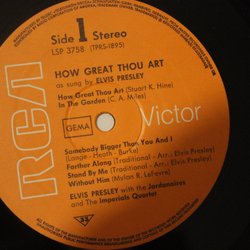 Side 1 Stereo
LSP 3758 (TPRS-1895)
HOW GREAT THOU ART
as sung by ELVIS PRESLEY
How Great Thou Art (Stuart K. Hine)
In The Garden (C. A. Miles)
RCA
GEMA
Victor
Somebody Bigger Than You And I
(Lange - Heath - Burke)
Farther Along (Traditional - Arr.: Elvis Presley)
Stand By Me (Traditional - Arr.: Elvis Presley)
Without Him (Mylon R. LeFevre)
ELVIS PRESLEY with the Jordanaires
and The Imperials Quartet
33